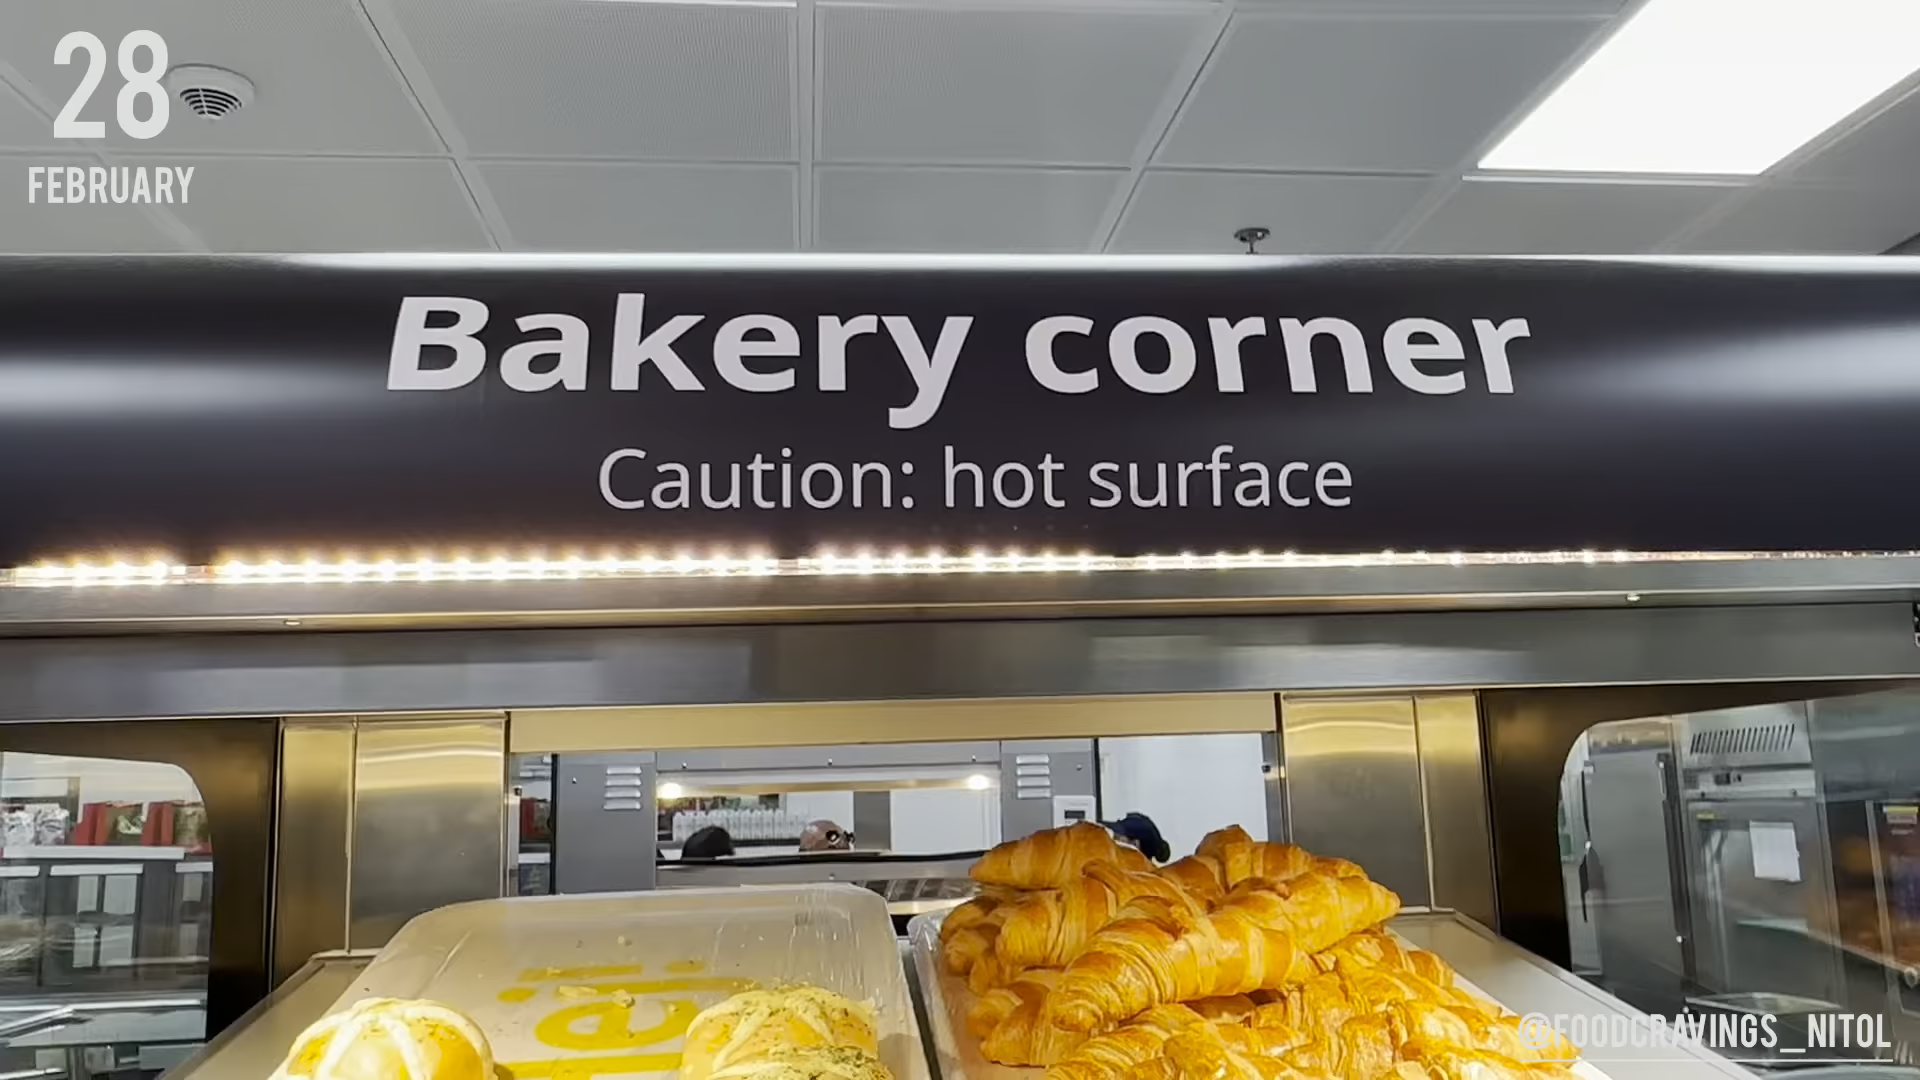 28
FEBRUARY
Bakery corner
Caution: hot surface
@FOODCRAVINGS_NITOL